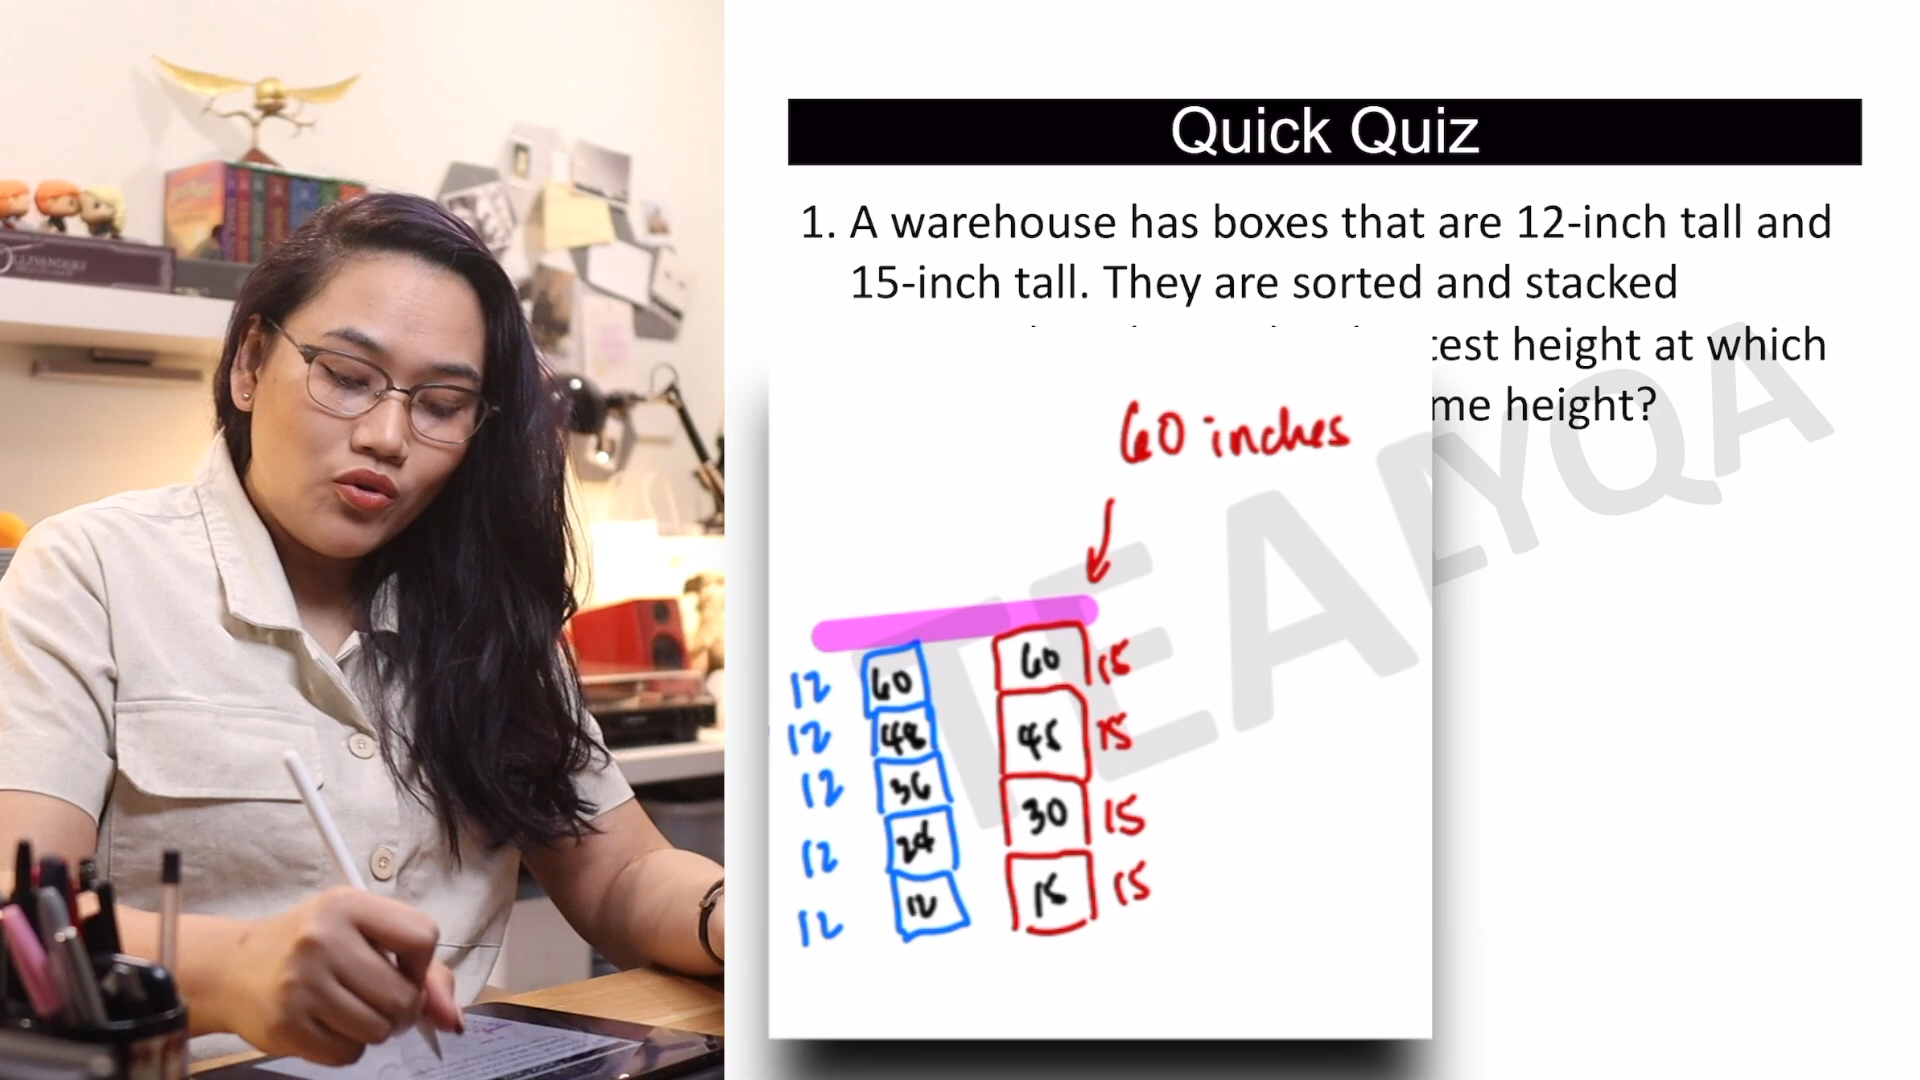 OLLIVANDERS
Quick Quiz
1. A warehouse has boxes that are 12-inch tall and
15-inch tall. They are sorted and stacked
test height at which
me height?
60 inches
TEALYQA
12 60 60 15
12 48 45 15
12 36 30 15
12 24
12 12 15 15